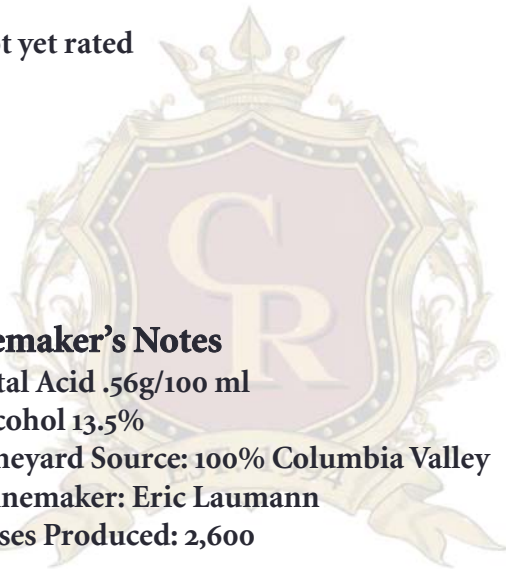 t yet rated
CR
emaker's Notes
tal Acid .56g/100 ml
cohol 13.5%
neyard Source: 100% Columbia Valley
nemaker: Eric Laumann
ses Produced: 2,600